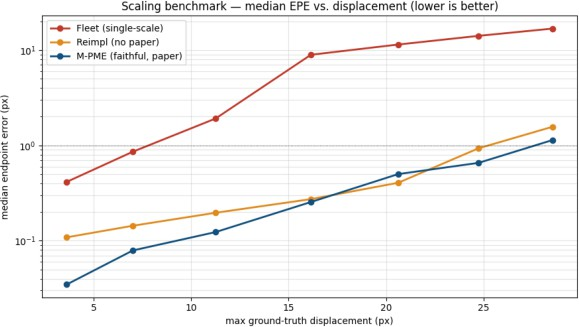 Scaling benchmark — median EPE vs. displacement (lower is better)
Fleet (single-scale)
Reimpl (no paper)
M-PME (faithful, paper)
median endpoint error (px)
10¹
10⁰
10⁻¹
5
10
15
20
25
max ground-truth displacement (px)